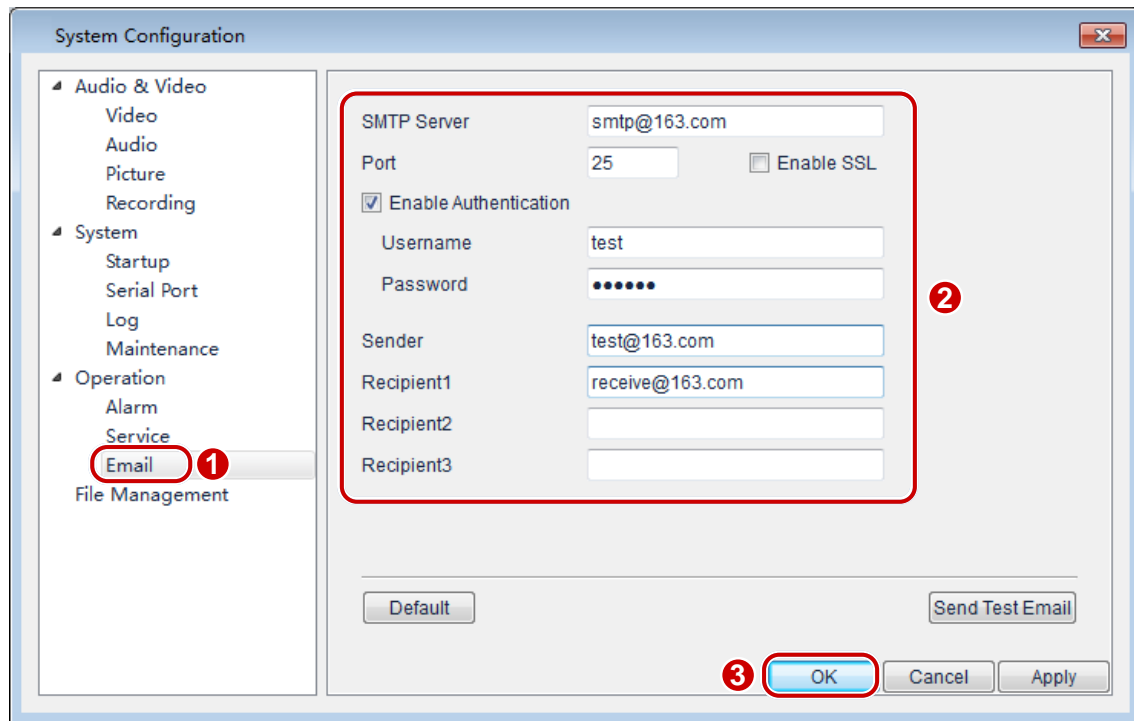 System Configuration
Audio & Video
Video
Audio
Picture
Recording
System
Startup
Serial Port
Log
Maintenance
Operation
Alarm
Service
Email 1
File Management
SMTP Server smtp@163.com
Port 25 Enable SSL
Enable Authentication
Username test
Password ••••••
2
Sender test@163.com
Recipient1 receive@163.com
Recipient2
Recipient3
Default Send Test Email
3 OK Cancel Apply